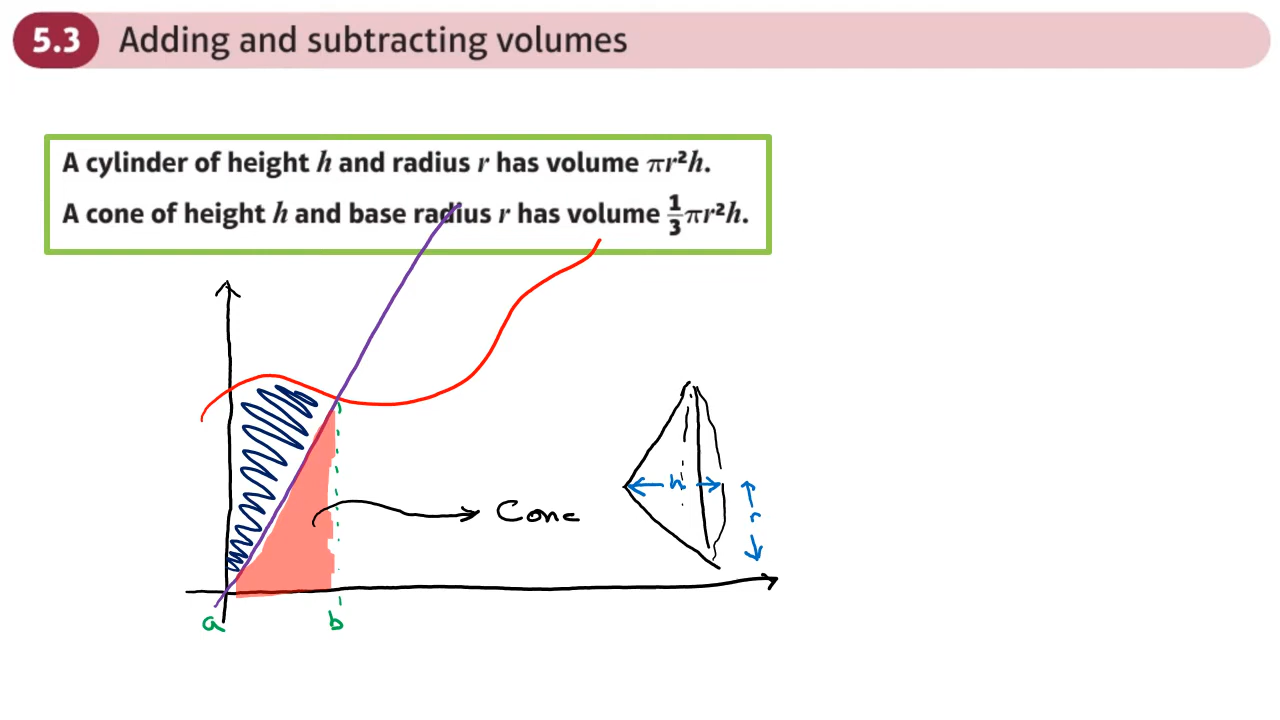 5.3 Adding and subtracting volumes
A cylinder of height h and radius r has volume πr²h.
A cone of height h and base radius r has volume 1/3πr²h.
h
r
Cone
a
b